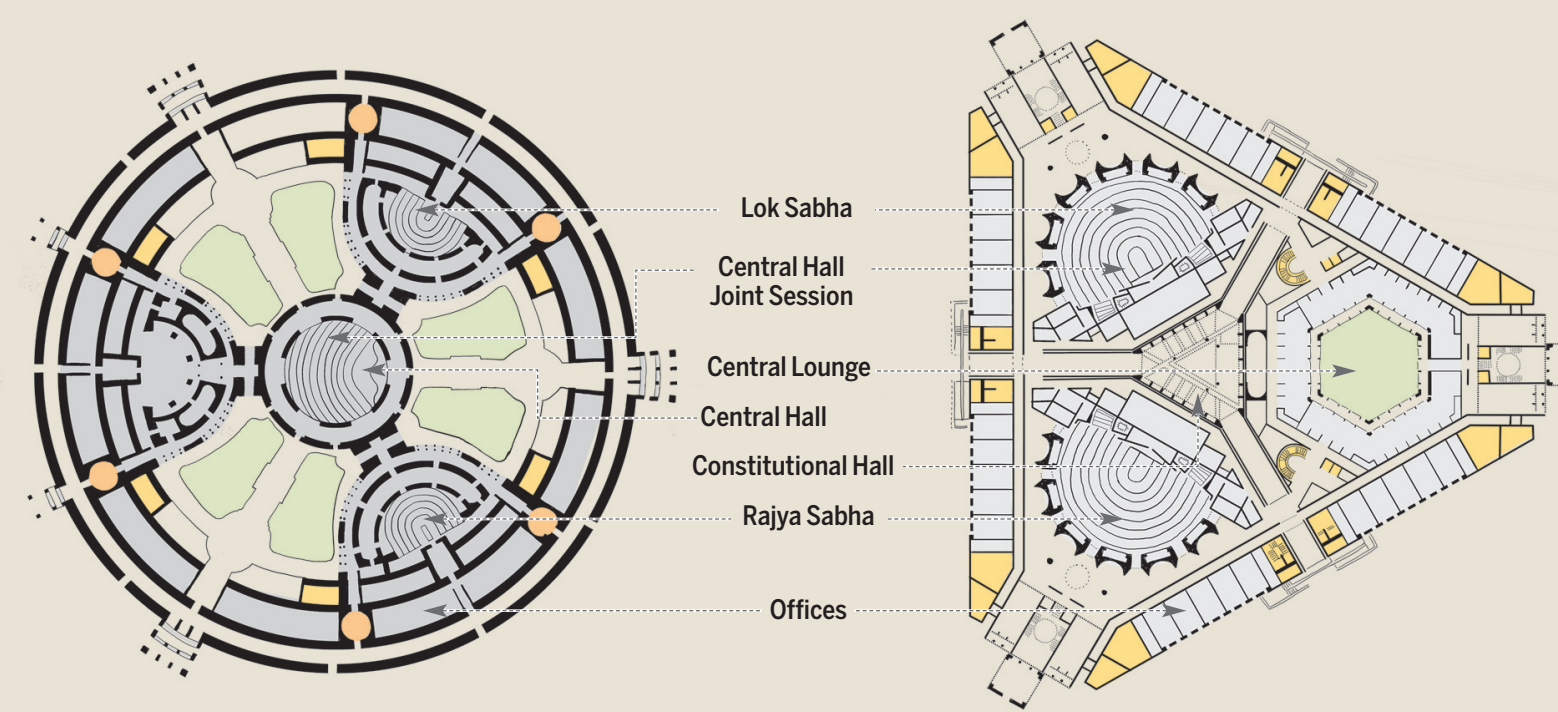 Lok Sabha
Central Hall
Joint Session
Central Lounge
Central Hall
Constitutional Hall
Rajya Sabha
Offices